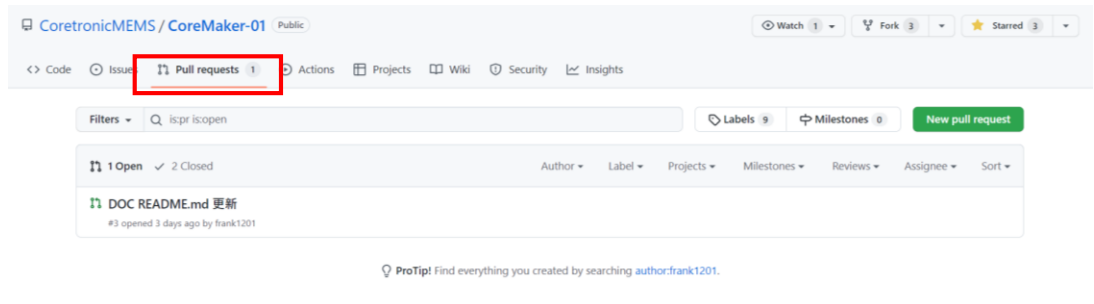 CoretronicMEMS / CoreMaker-01 Public
Watch 1 Fork 3 Starred 3
<> Code Issues Pull requests 1 Actions Projects Wiki Security Insights
Filters is:pr is:open Labels 9 Milestones 0 New pull request
1 Open 2 Closed Author Label Projects Milestones Reviews Assignee Sort
DOC README.md 更新
#3 opened 3 days ago by frank1201
ProTip! Find everything you created by searching author:frank1201.